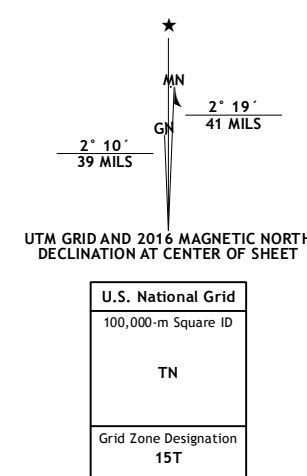 ★
MN
2° 19´
41 MILS
GN
2° 10´
39 MILS
UTM GRID AND 2016 MAGNETIC NORTH
DECLINATION AT CENTER OF SHEET
U.S. National Grid
100,000-m Square ID
TN
Grid Zone Designation
15T